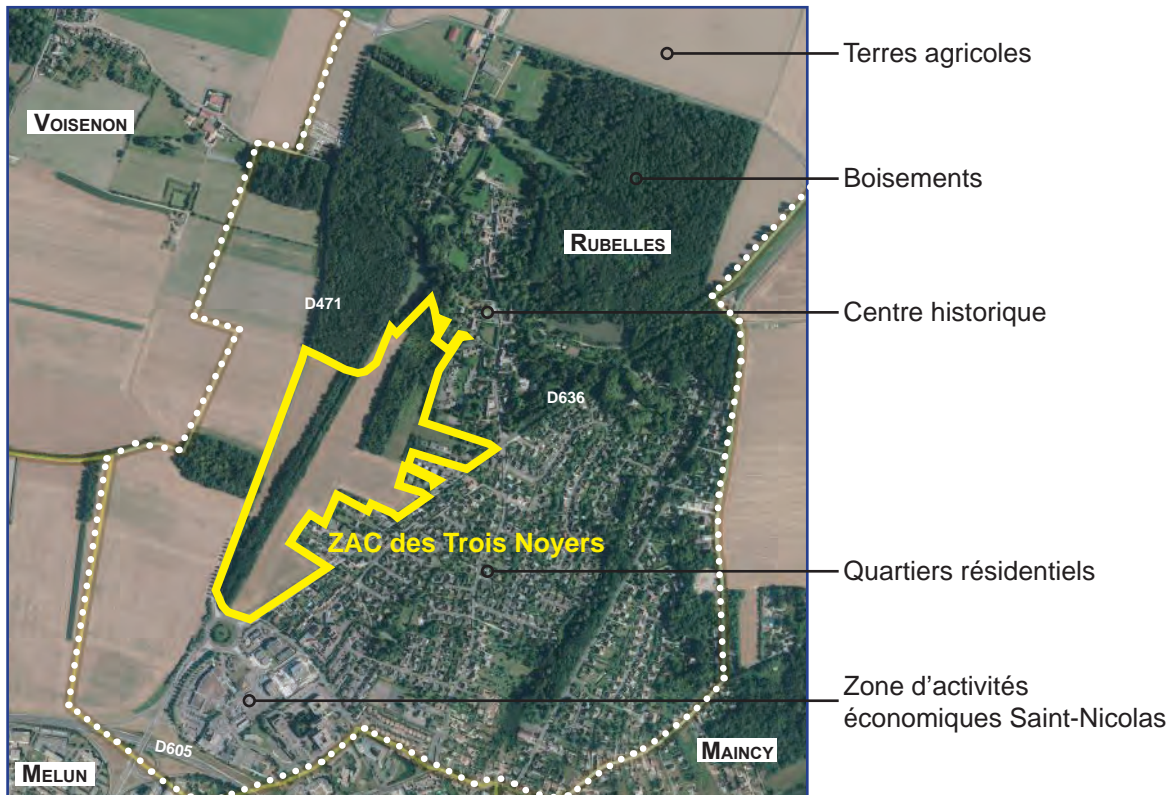 Terres agricoles
VOISENON
Boisements
RUBELLES
D471
Centre historique
D636
ZAC des Trois Noyers
Quartiers résidentiels
Zone d'activités
économiques Saint-Nicolas
D605
MAINCY
MELUN